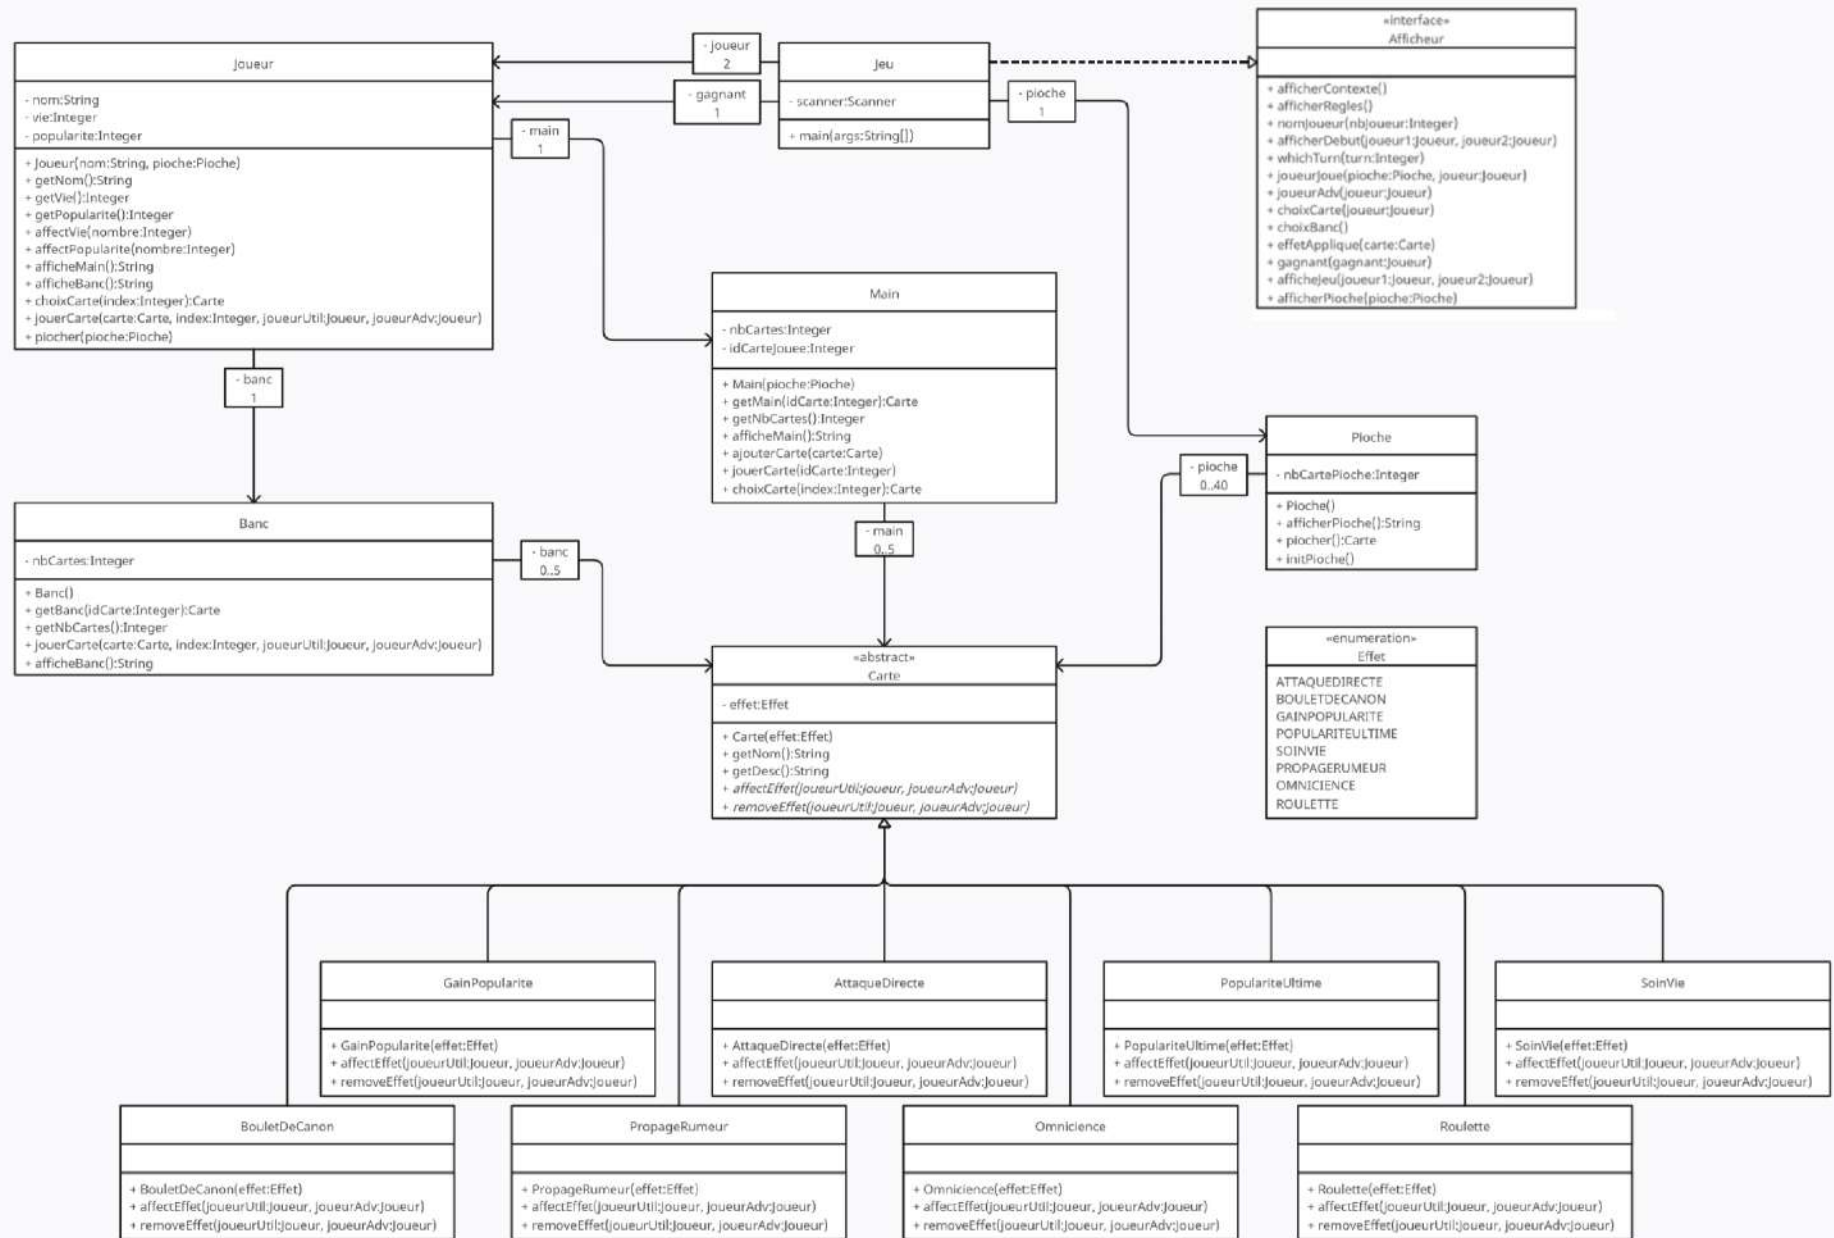 Joueur
- nom:String
- vie:Integer
- popularite:Integer
+ Joueur(nom:String, pioche:Pioche)
+ getNom():String
+ getVie():Integer
+ getPopularite():Integer
+ affectVie(nombre:Integer)
+ affectPopularite(nombre:Integer)
+ afficheMain():String
+ afficheBanc():String
+ choixCarte(index:Integer):Carte
+ jouerCarte(carte:Carte, index:Integer, joueurUtil:Joueur, joueurAdv:Joueur)
+ piocher(pioche:Pioche)
- joueur
2
- gagnant
1
- main
1
Jeu
- scanner:Scanner
+ main(args:String[])
- pioche
1
«interface»
Afficheur
+ afficherContexte()
+ afficherRegles()
+ nomJoueur(nbJoueur:Integer)
+ afficherDebut(joueur1:Joueur, joueur2:Joueur)
+ whichTurn(turn:Integer)
+ joueurJoue(pioche:Pioche, joueur:Joueur)
+ joueurAdv(joueur:Joueur)
+ choixCarte(joueur:Joueur)
+ choixBanc()
+ effetApplique(carte:Carte)
+ gagnant(gagnant:Joueur)
+ afficheJeu(joueur1:Joueur, joueur2:Joueur)
+ afficherPioche(pioche:Pioche)
Main
- nbCartes:Integer
- idCarteJouee:Integer
+ Main(pioche:Pioche)
+ getMain(idCarte:Integer):Carte
+ getNbCartes():Integer
+ afficheMain():String
+ ajouterCarte(carte:Carte)
+ jouerCarte(idCarte:Integer)
+ choixCarte(index:Integer):Carte
- banc
1
Pioche
- nbCartePioche:Integer
+ Pioche()
+ afficherPioche():String
+ piocher():Carte
+ initPioche()
- pioche
0..40
Banc
- nbCartes:Integer
+ Banc()
+ getBanc(idCarte:Integer):Carte
+ getNbCartes():Integer
+ jouerCarte(carte:Carte, index:Integer, joueurUtil:Joueur, joueurAdv:Joueur)
+ afficheBanc():String
- banc
0..5
- main
0..5
«abstract»
Carte
- effet:Effet
+ Carte(effet:Effet)
+ getNom():String
+ getDesc():String
+ affectEffet(joueurUtil:Joueur, joueurAdv:Joueur)
+ removeEffet(joueurUtil:Joueur, joueurAdv:Joueur)
«enumeration»
Effet
ATTAQUEDIRECTE
BOULETDECANON
GAINPOPULARITE
POPULARITEULTIME
SOINVIE
PROPAGERUMEUR
OMNICIENCE
ROULETTE
GainPopularite
+ GainPopularite(effet:Effet)
+ affectEffet(joueurUtil:Joueur, joueurAdv:Joueur)
+ removeEffet(joueurUtil:Joueur, joueurAdv:Joueur)
AttaqueDirecte
+ AttaqueDirecte(effet:Effet)
+ affectEffet(joueurUtil:Joueur, joueurAdv:Joueur)
+ removeEffet(joueurUtil:Joueur, joueurAdv:Joueur)
PopulariteUltime
+ PopulariteUltime(effet:Effet)
+ affectEffet(joueurUtil:Joueur, joueurAdv:Joueur)
+ removeEffet(joueurUtil:Joueur, joueurAdv:Joueur)
SoinVie
+ SoinVie(effet:Effet)
+ affectEffet(joueurUtil:Joueur, joueurAdv:Joueur)
+ removeEffet(joueurUtil:Joueur, joueurAdv:Joueur)
BouletDeCanon
+ BouletDeCanon(effet:Effet)
+ affectEffet(joueurUtil:Joueur, joueurAdv:Joueur)
+ removeEffet(joueurUtil:Joueur, joueurAdv:Joueur)
PropageRumeur
+ PropageRumeur(effet:Effet)
+ affectEffet(joueurUtil:Joueur, joueurAdv:Joueur)
+ removeEffet(joueurUtil:Joueur, joueurAdv:Joueur)
Omnicience
+ Omnicience(effet:Effet)
+ affectEffet(joueurUtil:Joueur, joueurAdv:Joueur)
+ removeEffet(joueurUtil:Joueur, joueurAdv:Joueur)
Roulette
+ Roulette(effet:Effet)
+ affectEffet(joueurUtil:Joueur, joueurAdv:Joueur)
+ removeEffet(joueurUtil:Joueur, joueurAdv:Joueur)